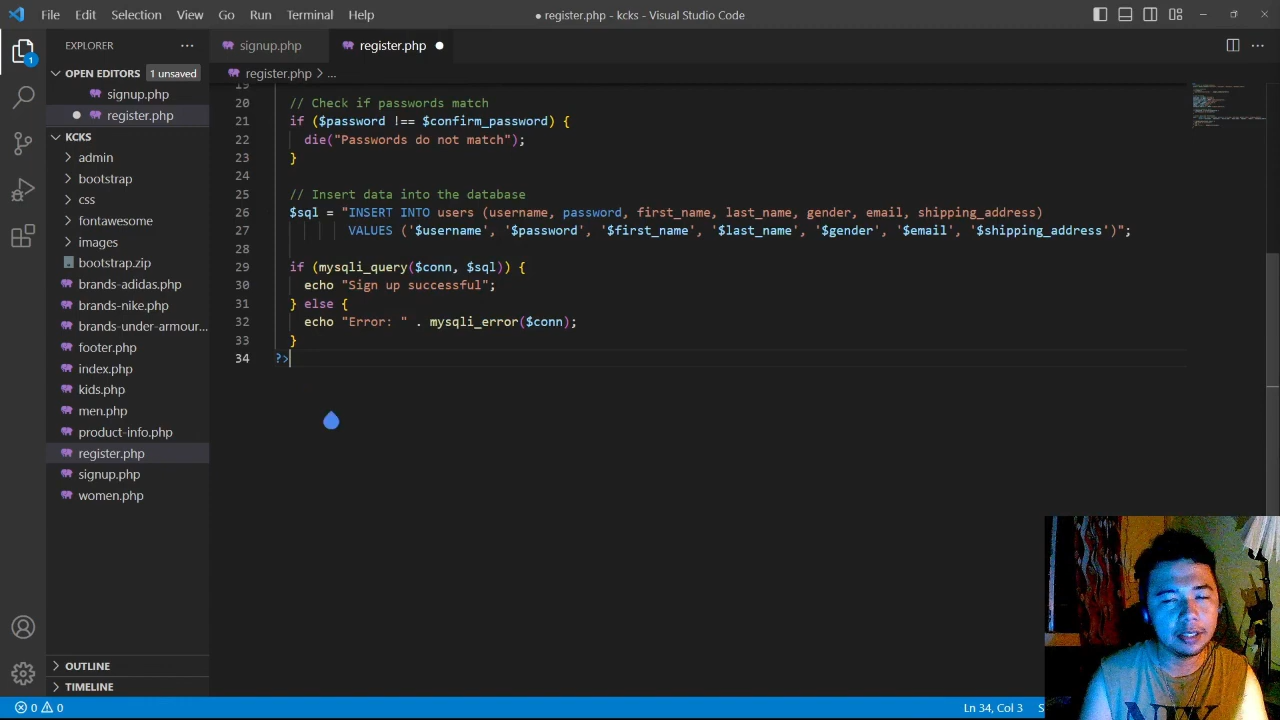 File Edit Selection View Go Run Terminal Help
● register.php - kcks - Visual Studio Code
EXPLORER
signup.php
register.php
OPEN EDITORS 1 unsaved
register.php > ...
signup.php
register.php
KCKS
admin
bootstrap
css
fontawesome
images
bootstrap.zip
brands-adidas.php
brands-nike.php
brands-under-armour...
footer.php
index.php
kids.php
men.php
product-info.php
register.php
signup.php
women.php
OUTLINE
TIMELINE
19
20 // Check if passwords match
21 if ($password !== $confirm_password) {
22 die("Passwords do not match");
23 }
24
25 // Insert data into the database
26 $sql = "INSERT INTO users (username, password, first_name, last_name, gender, email, shipping_address)
27 VALUES ('$username', '$password', '$first_name', '$last_name', '$gender', '$email', '$shipping_address')";
28
29 if (mysqli_query($conn, $sql)) {
30 echo "Sign up successful";
31 } else {
32 echo "Error: " . mysqli_error($conn);
33 }
34 ?>
1
0 0
Ln 34, Col 3